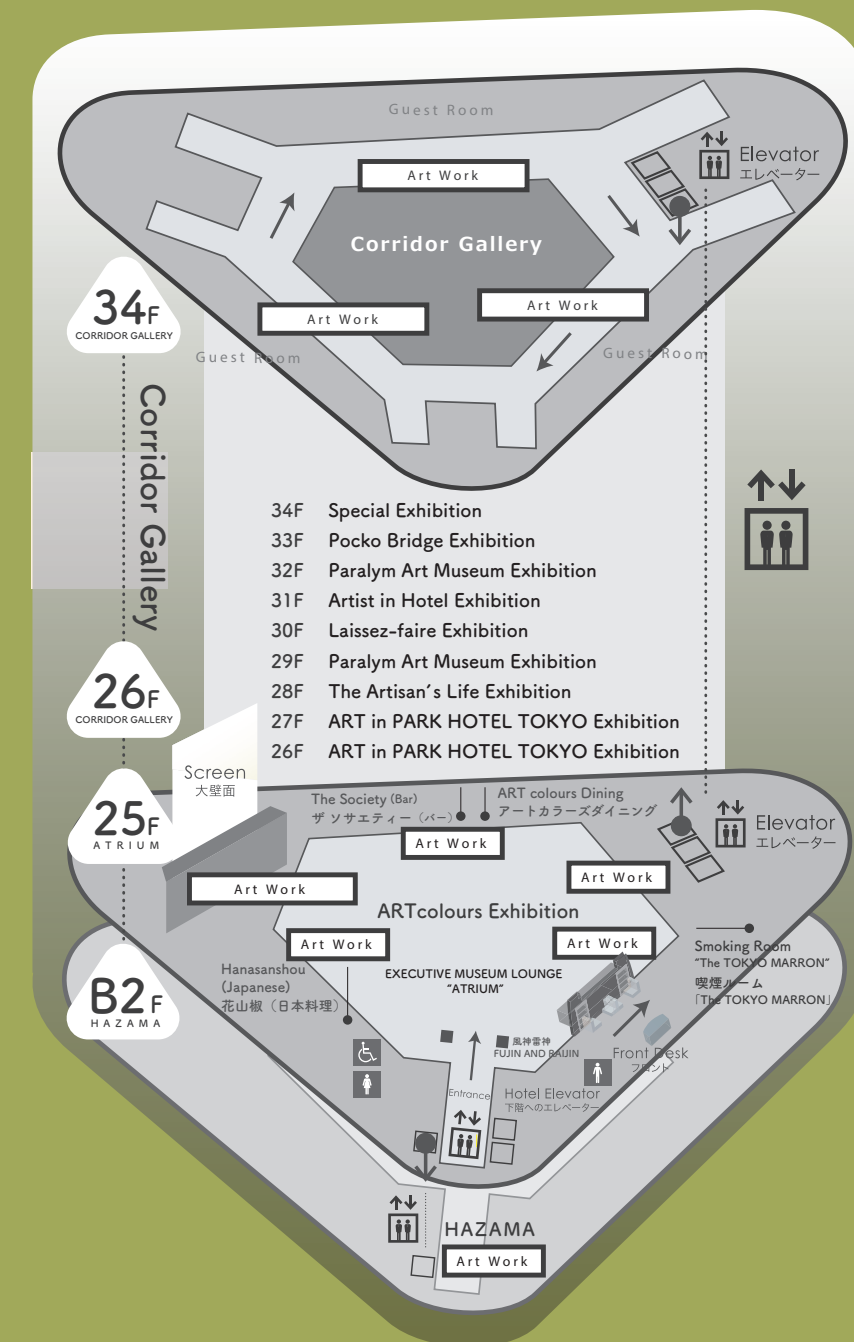 Guest Room
Art Work
Elevator
エレベーター
Corridor Gallery
Art Work
Art Work
Guest Room
Guest Room
34F
CORRIDOR GALLERY
Corridor Gallery
34F Special Exhibition
33F Pocko Bridge Exhibition
32F Paralym Art Museum Exhibition
31F Artist in Hotel Exhibition
30F Laissez-faire Exhibition
29F Paralym Art Museum Exhibition
28F The Artisan´s Life Exhibition
27F ART in PARK HOTEL TOKYO Exhibition
26F ART in PARK HOTEL TOKYO Exhibition
26F
CORRIDOR GALLERY
Screen
大壁面
25F
ATRIUM
The Society (Bar)
ザ ソサエティー（バー）
ART colours Dining
アートカラーズダイニング
Elevator
エレベーター
Art Work
Art Work
Art Work
ARTcolours Exhibition
Art Work
Art Work
EXECUTIVE MUSEUM LOUNGE
"ATRIUM"
Smoking Room
"The TOKYO MARRON"
喫煙ルーム
「The TOKYO MARRON」
Hanasanshou
(Japanese)
花山椒（日本料理）
B2F
HAZAMA
風神雷神
FUJIN AND RAIJIN
Front Desk
フロント
Entrance
Hotel Elevator
下階へのエレベーター
HAZAMA
Art Work